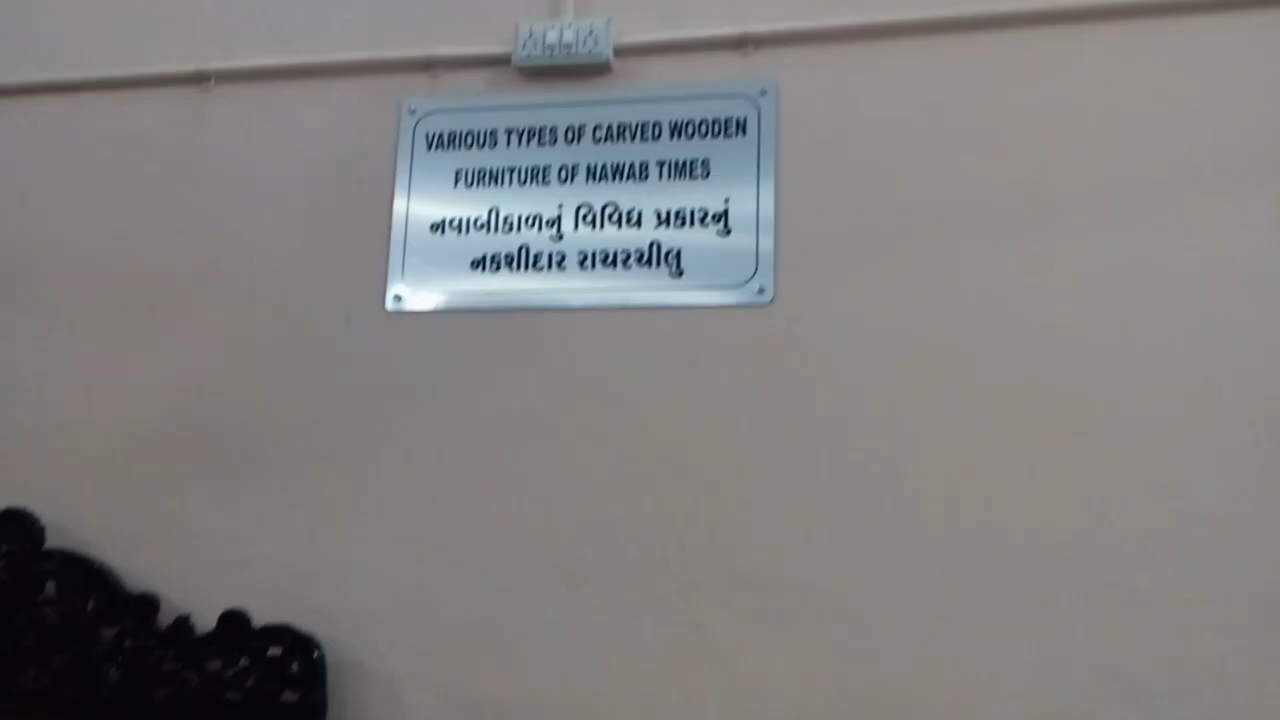 VARIOUS TYPES OF CARVED WOODEN
FURNITURE OF NAWAB TIMES
નવાબીકાળનું વિવિધ પ્રકારનું
નકશીદાર રાચરચીલુ